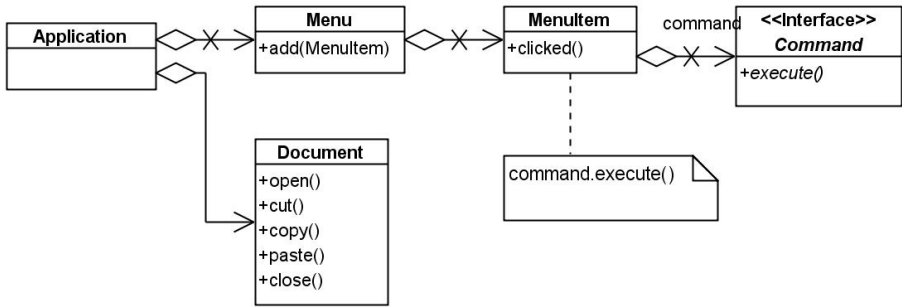 Application
Menu
+add(MenuItem)
MenuItem
+clicked()
command
<<Interface>>
Command
+execute()
Document
+open()
+cut()
+copy()
+paste()
+close()
command.execute()